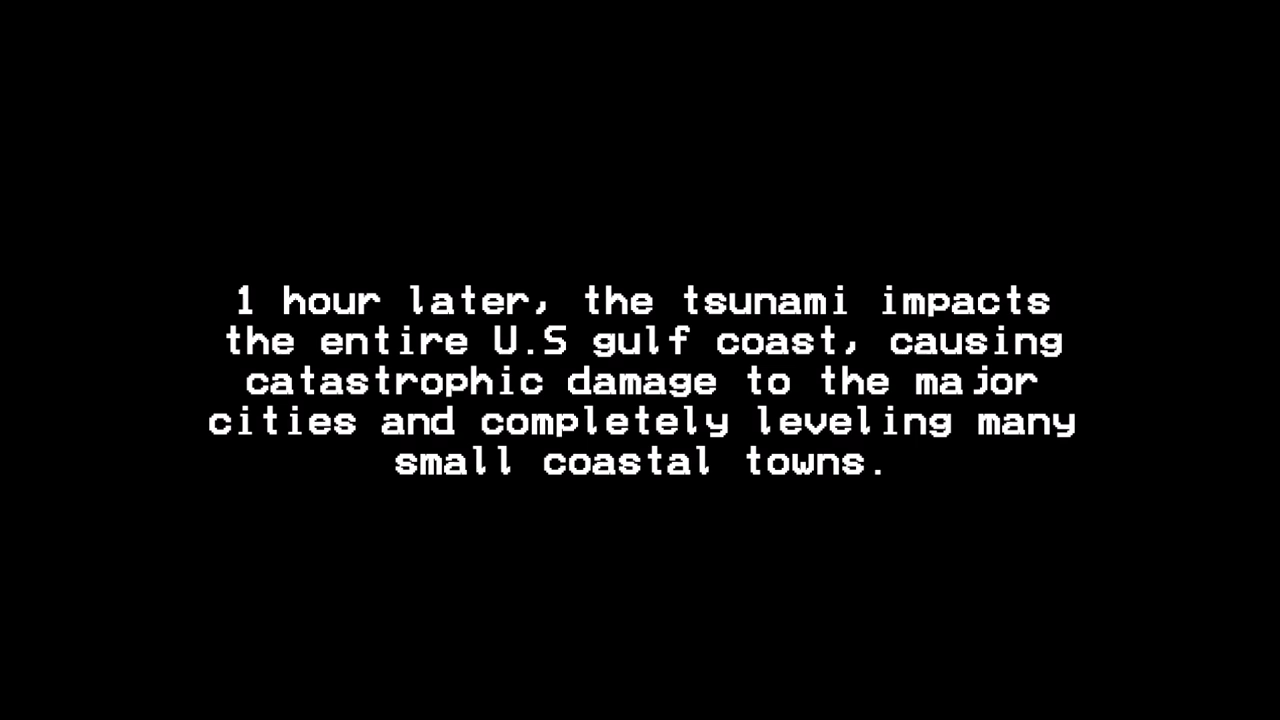 1 hour later, the tsunami impacts
the entire U.S gulf coast, causing
catastrophic damage to the major
cities and completely leveling many
small coastal towns.